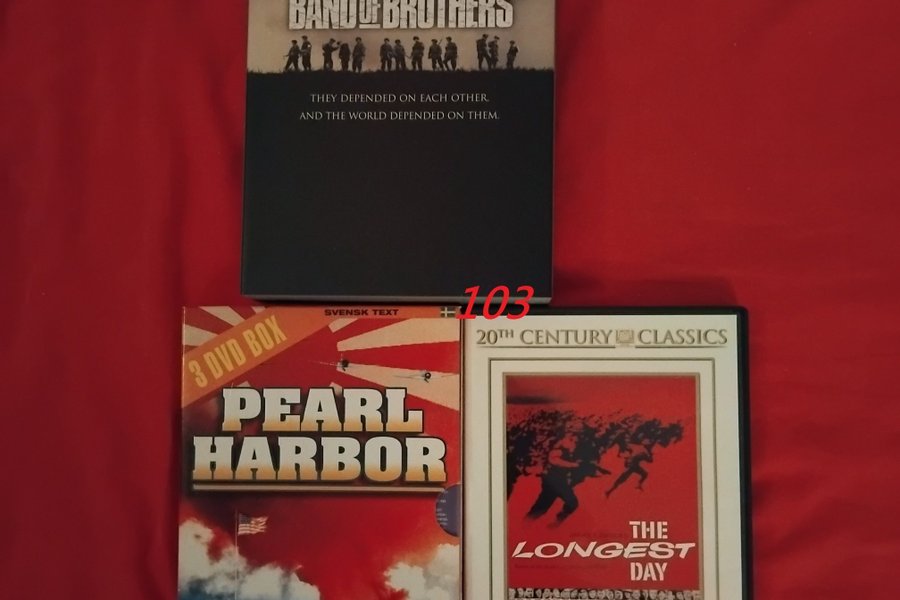 BAND OF BROTHERS
THEY DEPENDED ON EACH OTHER.
AND THE WORLD DEPENDED ON THEM.
103
SVENSK TEXT
3 DVD BOX
PEARL
HARBOR
20TH CENTURY CLASSICS
THE
LONGEST
DAY